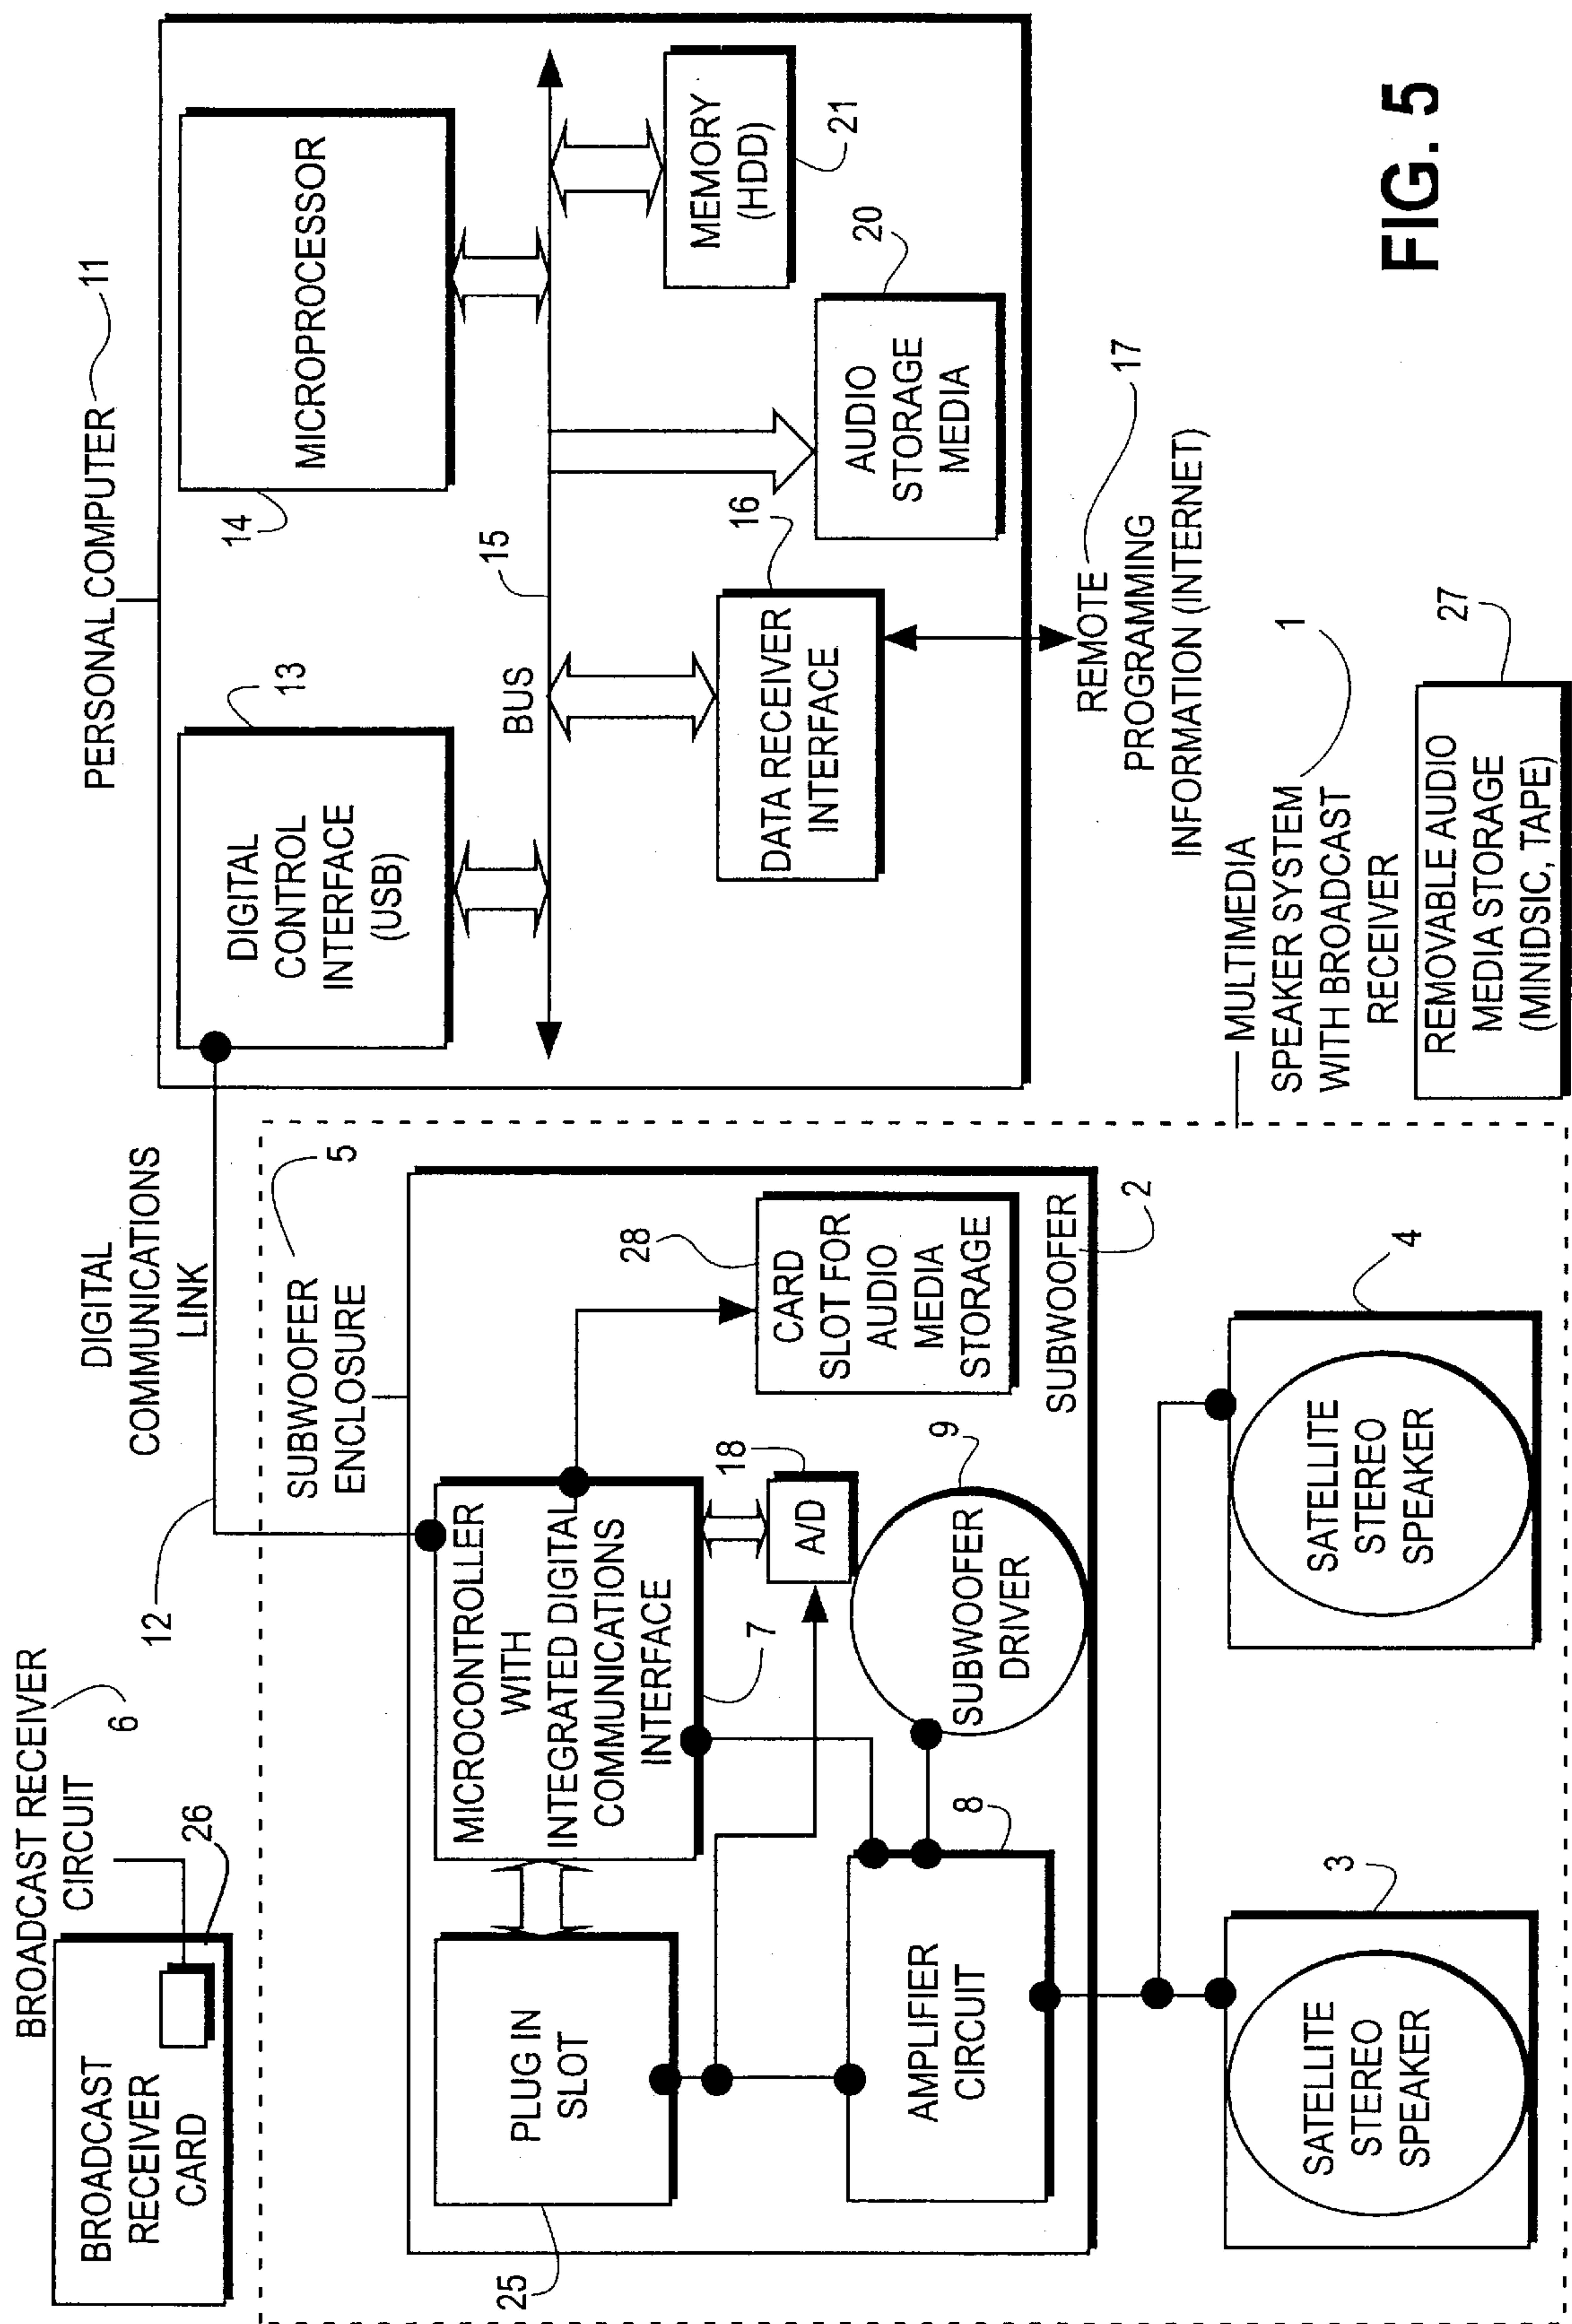 BROADCAST RECEIVER
CIRCUIT
6
BROADCAST
RECEIVER
CARD
26
12
DIGITAL
COMMUNICATIONS
LINK
PERSONAL COMPUTER
11
SUBWOOFER
ENCLOSURE
5
25
PLUG IN
SLOT
MICROCONTROLLER
WITH
INTEGRATED DIGITAL
COMMUNICATIONS
INTERFACE
7
18
A/D
28
CARD
SLOT FOR
AUDIO
MEDIA
STORAGE
AMPLIFIER
CIRCUIT
8
SUBWOOFER
DRIVER
9
SUBWOOFER
2
SATELLITE
STEREO
SPEAKER
3
SATELLITE
STEREO
SPEAKER
4
DIGITAL
CONTROL
INTERFACE
(USB)
13
MICROPROCESSOR
14
BUS
15
DATA RECEIVER
INTERFACE
16
AUDIO
STORAGE
MEDIA
20
MEMORY
(HDD)
21
REMOTE
PROGRAMMING
INFORMATION (INTERNET)
17
MULTIMEDIA
SPEAKER SYSTEM
WITH BROADCAST
RECEIVER
1
REMOVABLE AUDIO
MEDIA STORAGE
(MINIDSIC, TAPE)
27
FIG. 5